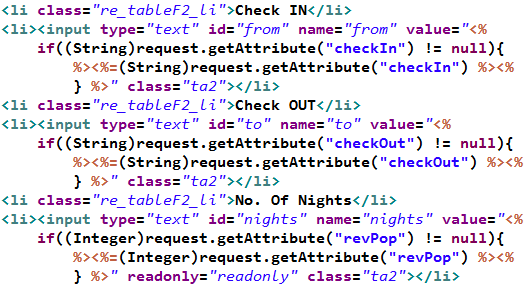 <li class="re_tableF2_li">Check IN</li>
<li><input type="text" id="from" name="from" value="<%
if((String)request.getAttribute("checkIn") != null){
%><%=(String)request.getAttribute("checkIn") %><%
} %>" class="ta2"></li>
<li class="re_tableF2_li">Check OUT</li>
<li><input type="text" id="to" name="to" value="<%
if((String)request.getAttribute("checkOut") != null){
%><%=(String)request.getAttribute("checkOut") %><%
} %>" class="ta2"></li>
<li class="re_tableF2_li">No. Of Nights</li>
<li><input type="text" id="nights" name="nights" value="<%
if((Integer)request.getAttribute("revPop") != null){
%><%=(Integer)request.getAttribute("revPop") %><%
} %>" readonly="readonly" class="ta2"></li>